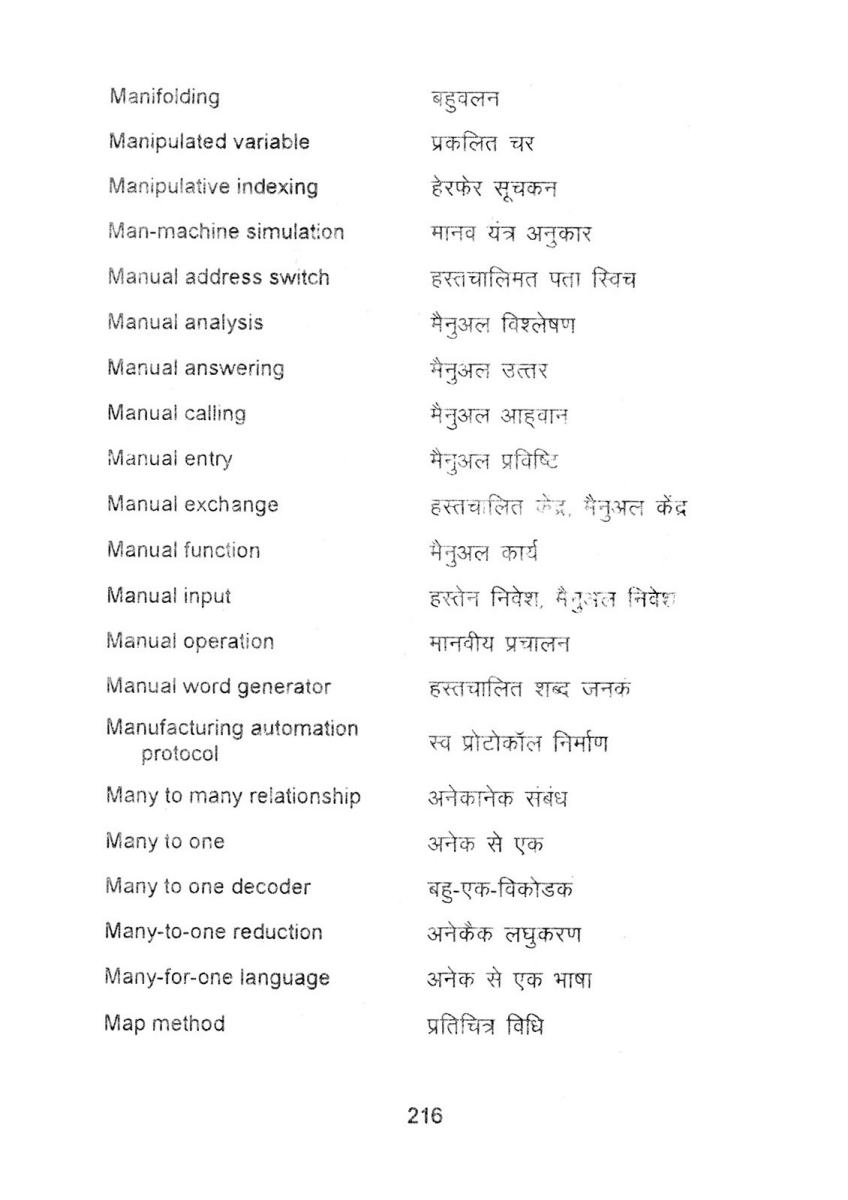 Manifolding बहुवलन
Manipulated variable प्रकलित चर
Manipulative indexing हेरफेर सूचकन
Man-machine simulation मानव यंत्र अनुकार
Manual address switch हस्तचालिमत पता स्विच
Manual analysis मैनुअल विश्लेषण
Manual answering मैनुअल उत्तर
Manual calling मैनुअल आह्वान
Manual entry मैनुअल प्रविष्टि
Manual exchange हस्तचालित केंद्र, मैनुअल केंद्र
Manual function मैनुअल कार्य
Manual input हस्तेन निवेश, मैनुअल निवेश
Manual operation मानवीय प्रचालन
Manual word generator हस्तचालित शब्द जनक
Manufacturing automation
protocol स्व प्रोटोकॉल निर्माण
Many to many relationship अनेकानेक संबंध
Many to one अनेक से एक
Many to one decoder बहु-एक-विकोडक
Many-to-one reduction अनेकैक लघुकरण
Many-for-one language अनेक से एक भाषा
Map method प्रतिचित्र विधि
216